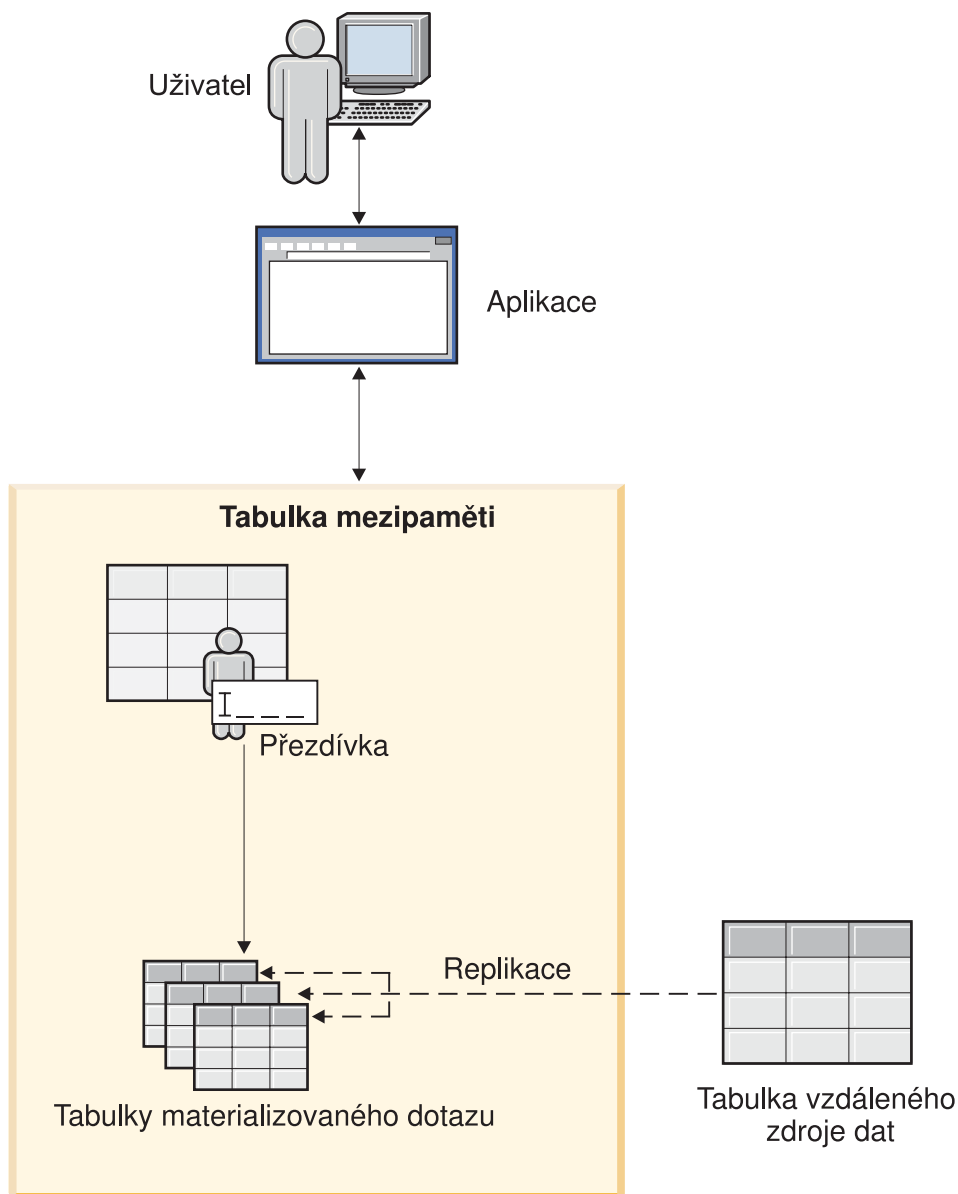 Uživatel
Aplikace
Tabulka mezipaměti
Přezdívka
Replikace
Tabulky materializovaného dotazu
Tabulka vzdáleného
zdroje dat